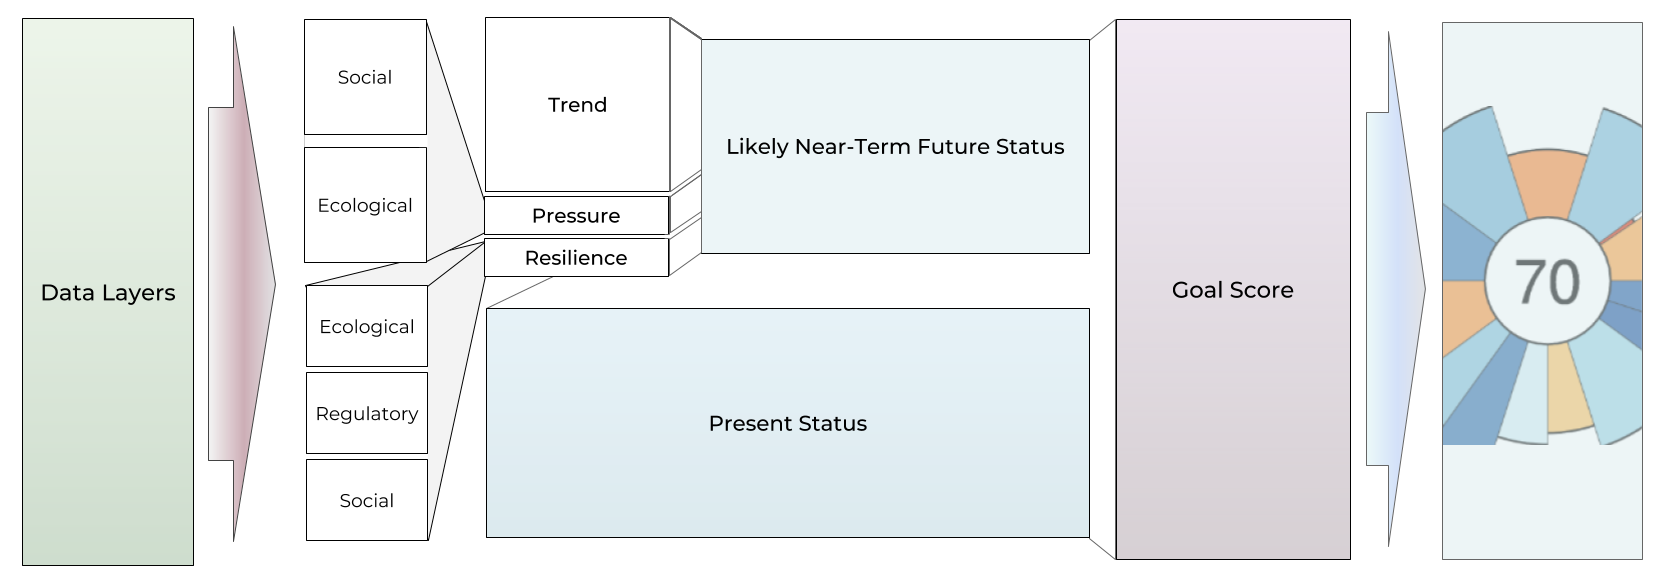 Data Layers
Social
Ecological
Ecological
Regulatory
Social
Trend
Pressure
Resilience
Likely Near-Term Future Status
Present Status
Goal Score
70